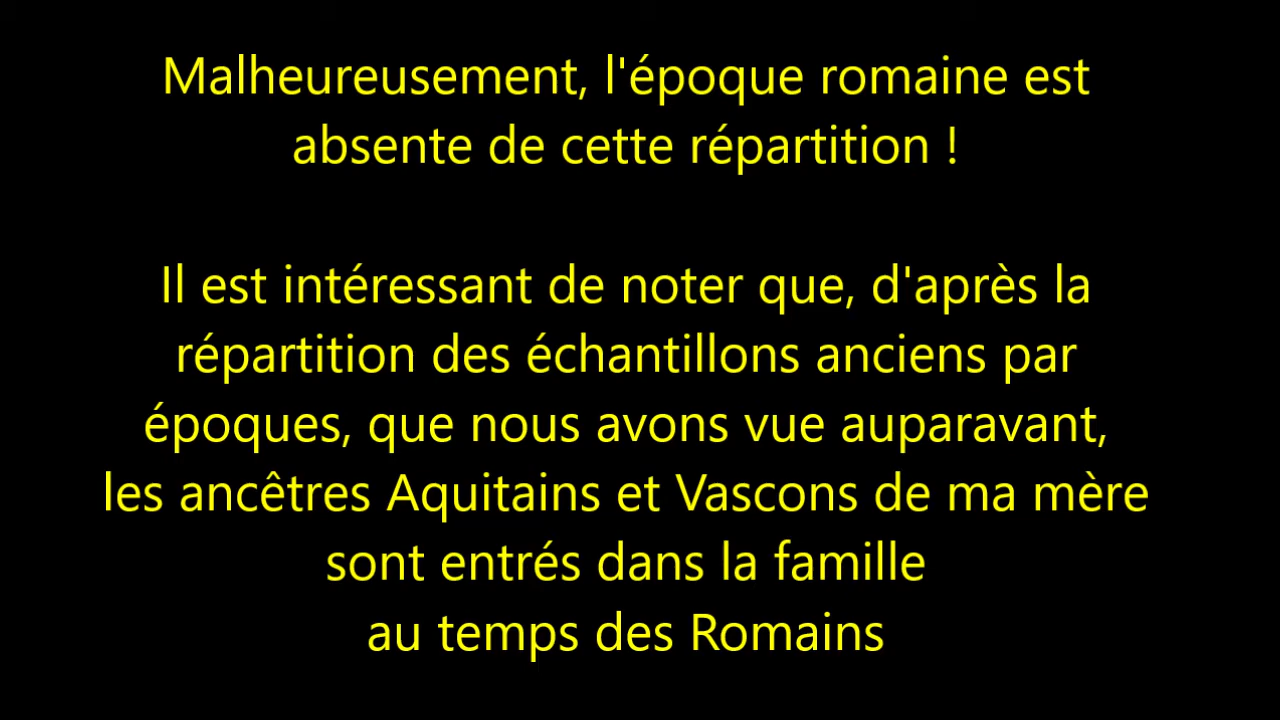 Malheureusement, l'époque romaine est
absente de cette répartition !
Il est intéressant de noter que, d'après la
répartition des échantillons anciens par
époques, que nous avons vue auparavant,
les ancêtres Aquitains et Vascons de ma mère
sont entrés dans la famille
au temps des Romains